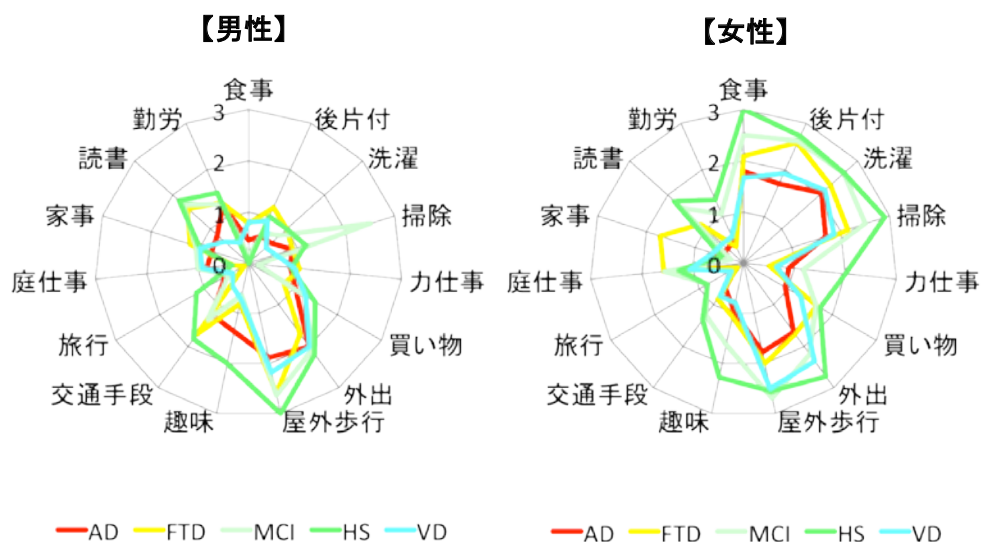 【男性】
食事
後片付
洗濯
掃除
力仕事
買い物
外出
屋外歩行
趣味
交通手段
旅行
庭仕事
家事
読書
勤労
3
2
1
0
AD FTD MCI HS VD
【女性】
食事
後片付
洗濯
掃除
力仕事
買い物
外出
屋外歩行
趣味
交通手段
旅行
庭仕事
家事
読書
勤労
3
2
1
0
AD FTD MCI HS VD